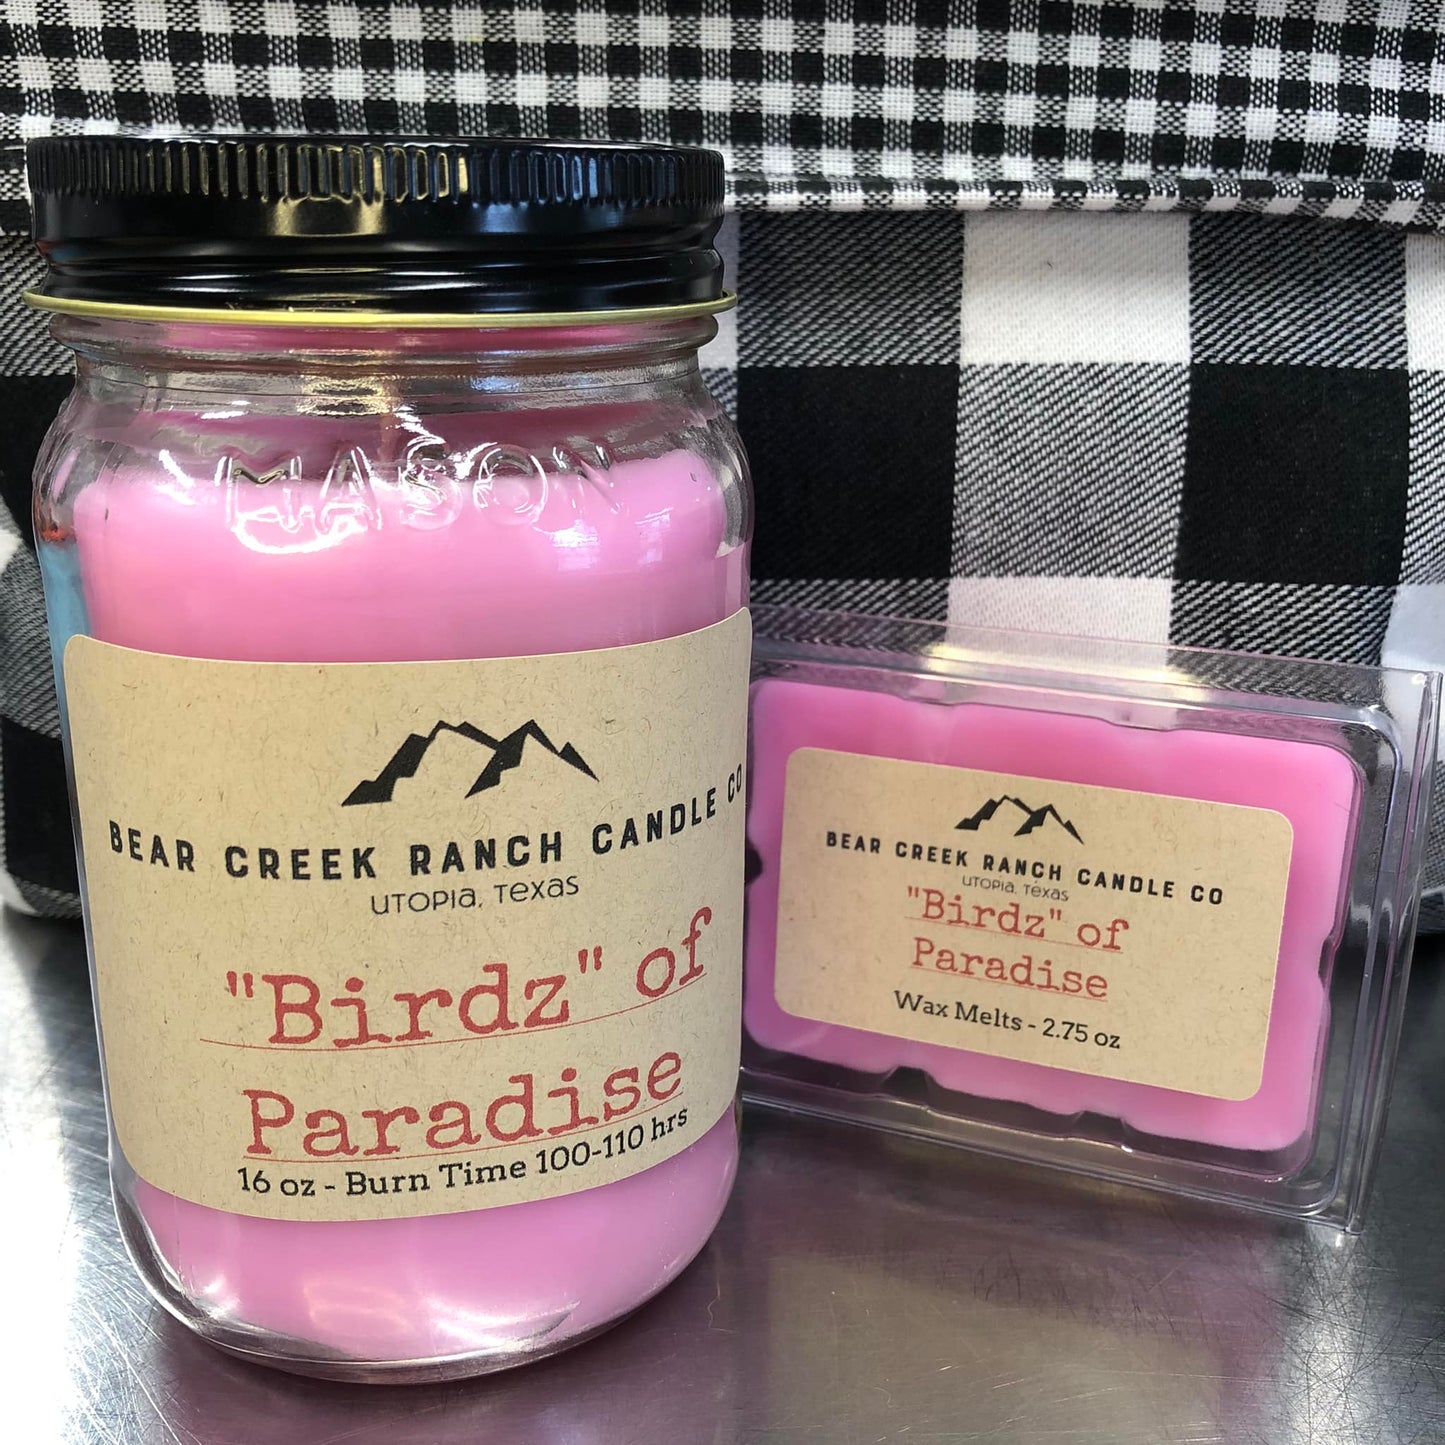 MASON
BEAR CREEK RANCH CANDLE CO
UTOPIA, TEXAS
"Birdz" of
Paradise
16 oz - Burn Time 100-110 hrs
BEAR CREEK RANCH CANDLE CO
UTOPIA, TEXAS
"Birdz" of
Paradise
Wax Melts - 2.75 oz